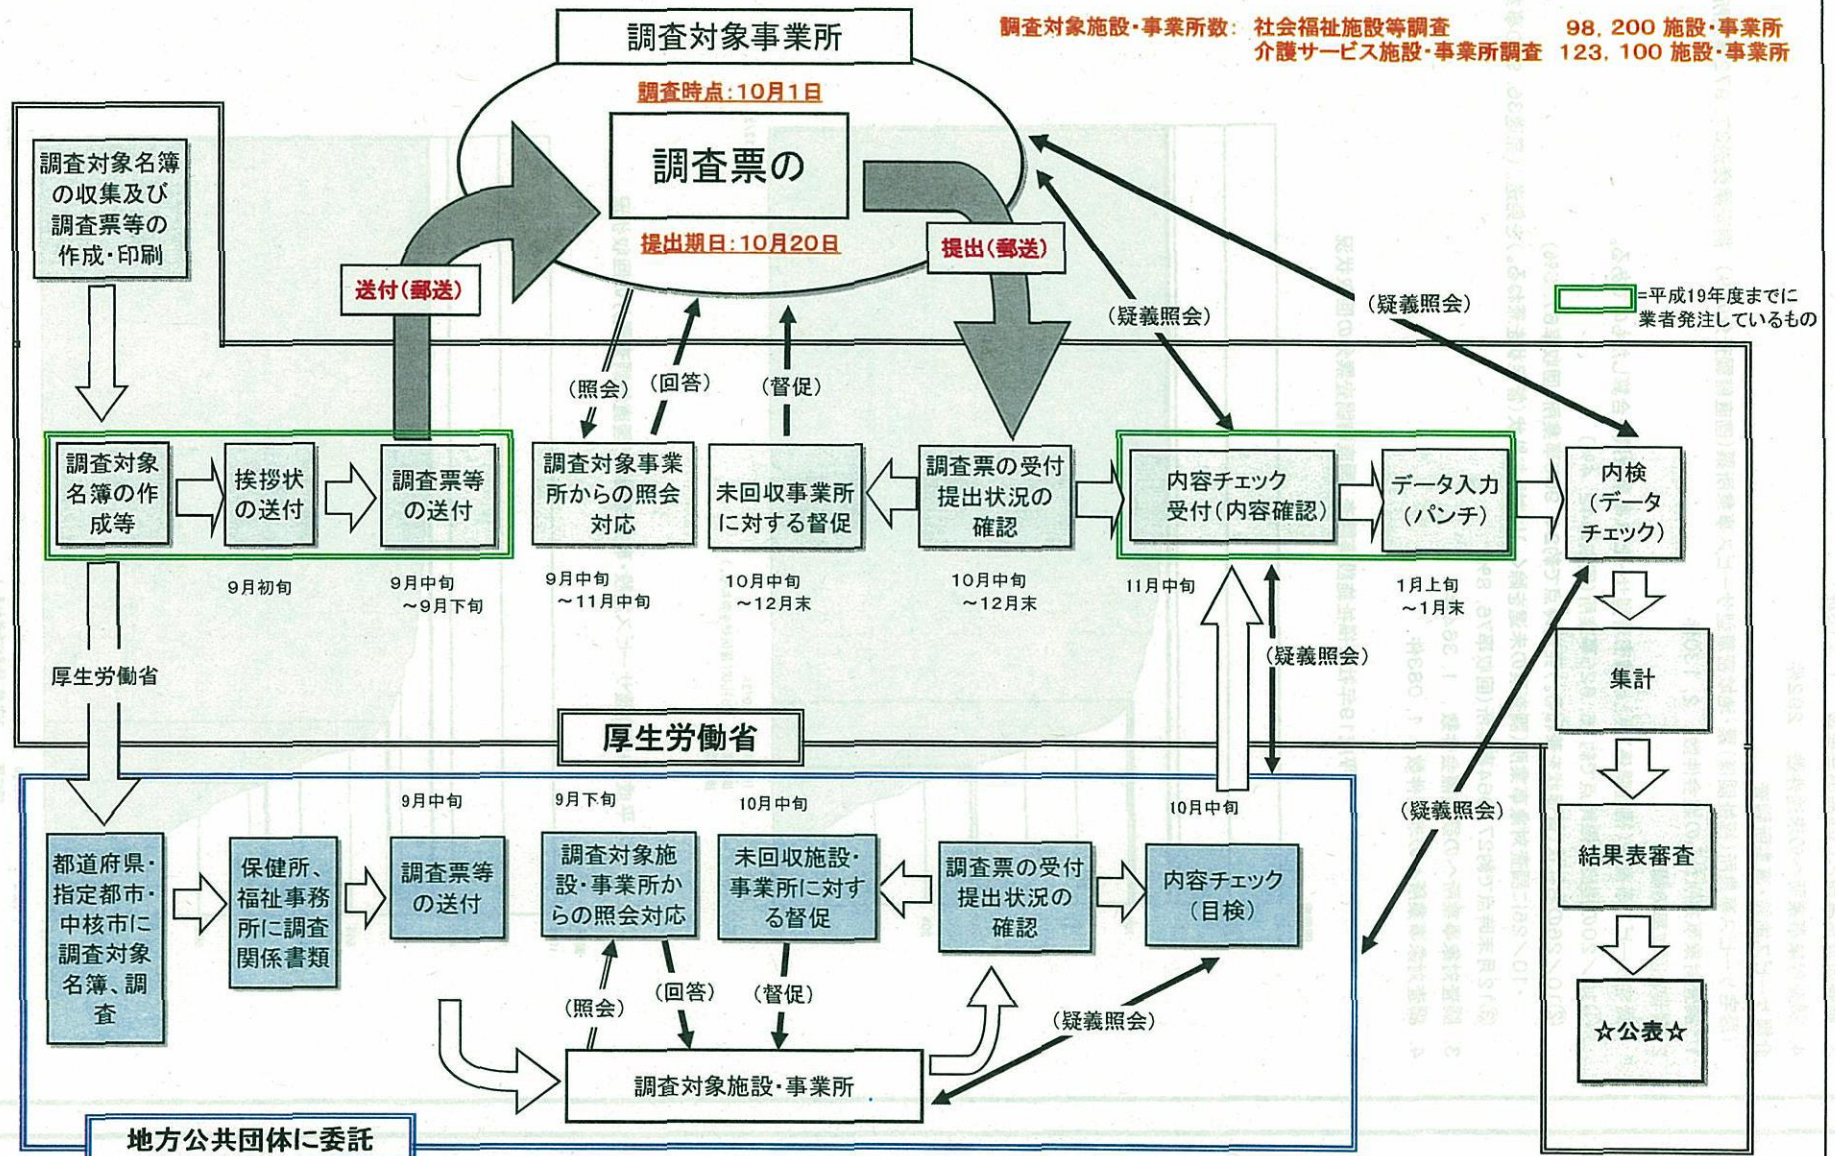 調査対象事業所
調査対象施設・事業所数: 社会福祉施設等調査 98,200 施設・事業所
介護サービス施設・事業所調査 123,100 施設・事業所
調査時点:10月1日
調査票の
提出期日:10月20日
調査対象名簿
の収集及び
調査票等の
作成・印刷
送付(郵送)
提出(郵送)
(疑義照会)
(疑義照会)
=平成19年度までに
業者発注しているもの
(照会)
(回答)
(督促)
調査対象
名簿の作
成等
挨拶状
の送付
調査票等
の送付
調査対象事業
所からの照会
対応
未回収事業所
に対する督促
調査票の受付
提出状況の
確認
内容チェック
受付(内容確認)
データ入力
(パンチ)
内検
(データ
チェック)
9月初旬
9月中旬
~9月下旬
9月中旬
~11月中旬
10月中旬
~12月末
10月中旬
~12月末
11月中旬
1月上旬
~1月末
厚生労働省
(疑義照会)
集計
厚生労働省
(疑義照会)
結果表審査
☆公表☆
9月中旬
9月下旬
10月中旬
10月中旬
都道府県・
指定都市・
中核市に
調査対象
名簿、調
査
保健所、
福祉事務
所に調査
関係書類
調査票等
の送付
調査対象施
設・事業所か
らの照会対応
未回収施設・
事業所に対す
る督促
調査票の受付
提出状況の
確認
内容チェック
(目検)
(照会)
(回答)
(督促)
(疑義照会)
調査対象施設・事業所
地方公共団体に委託